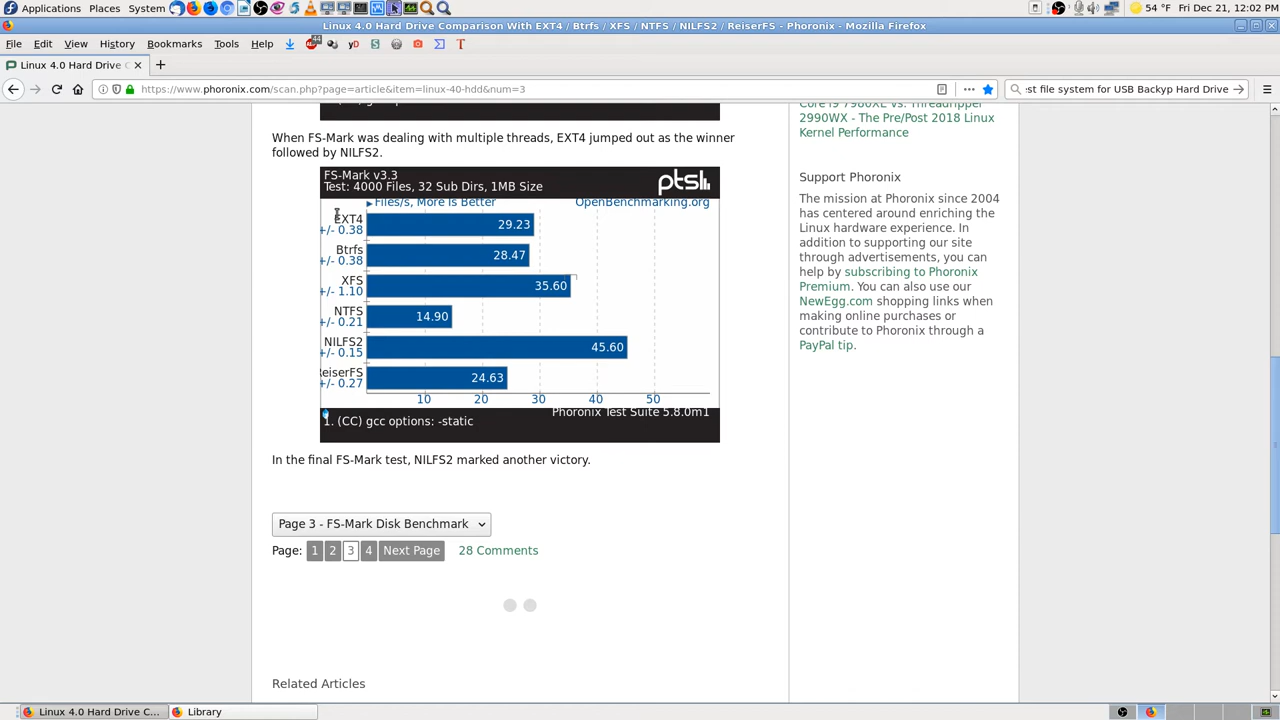 Applications Places System 54 °F Fri Dec 21, 12:02 PM
Linux 4.0 Hard Drive Comparison With EXT4 / Btrfs / XFS / NTFS / NILFS2 / ReiserFS - Phoronix - Mozilla Firefox
File Edit View History Bookmarks Tools Help
Linux 4.0 Hard Drive C
https://www.phoronix.com/scan.php?page=article&item=linux-40-hdd&num=3
st file system for USB Backyp Hard Drive
Core i9 7980XE vs. Threadripper
2990WX - The Pre/Post 2018 Linux
Kernel Performance
When FS-Mark was dealing with multiple threads, EXT4 jumped out as the winner
followed by NILFS2.
FS-Mark v3.3
Test: 4000 Files, 32 Sub Dirs, 1MB Size
ptsl
Files/s, More Is Better OpenBenchmarking.org
EXT4
+/- 0.38
29.23
Btrfs
+/- 0.38
28.47
XFS
+/- 1.10
35.60
NTFS
+/- 0.21
14.90
NILFS2
+/- 0.15
45.60
ReiserFS
+/- 0.27
24.63
10 20 30 40 50
Phoronix Test Suite 5.8.0m1
1. (CC) gcc options: -static
In the final FS-Mark test, NILFS2 marked another victory.
Page 3 - FS-Mark Disk Benchmark
Page: 1 2 3 4 Next Page 28 Comments
Related Articles
Support Phoronix
The mission at Phoronix since 2004
has centered around enriching the
Linux hardware experience. In
addition to supporting our site
through advertisements, you can
help by subscribing to Phoronix
Premium. You can also use our
NewEgg.com shopping links when
making online purchases or
contribute to Phoronix through a
PayPal tip.
Linux 4.0 Hard Drive C... Library